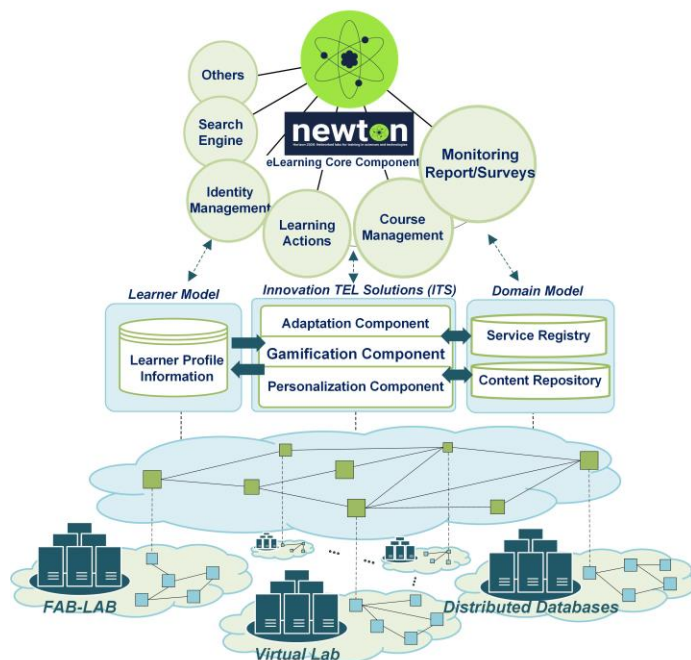 Others
Search
Engine
newton
Horizon 2020: Networked labs for training in sciences and technologies
eLearning Core Component
Monitoring
Report/Surveys
Identity
Management
Learning
Actions
Course
Management
Learner Model
Innovation TEL Solutions (ITS)
Domain Model
Learner Profile
Information
Adaptation Component
Gamification Component
Personalization Component
Service Registry
Content Repository
FAB-LAB
Virtual Lab
Distributed Databases